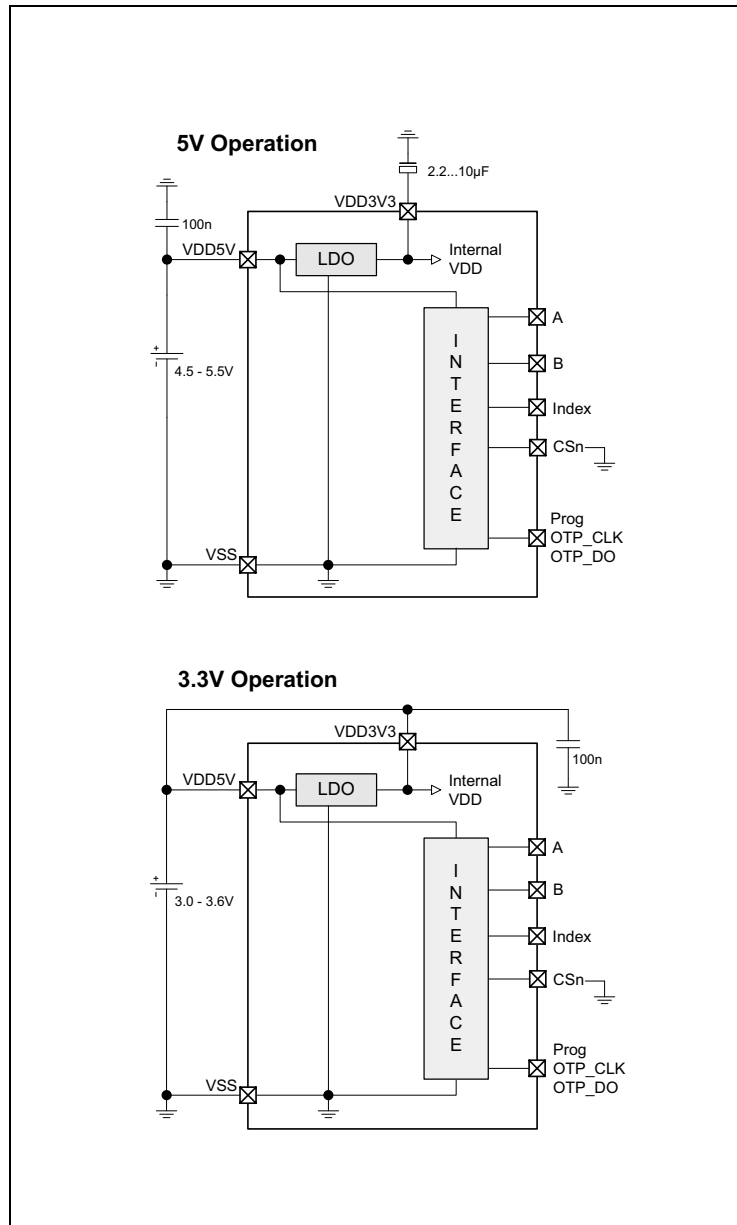 5V Operation
2.2...10µF
VDD3V3
100n
VDD5V
LDO
Internal
VDD
+
-
4.5 - 5.5V
INTERFACE
A
B
Index
CSn
Prog
OTP_CLK
OTP_DO
VSS
3.3V Operation
VDD3V3
100n
VDD5V
LDO
Internal
VDD
+
-
3.0 - 3.6V
INTERFACE
A
B
Index
CSn
Prog
OTP_CLK
OTP_DO
VSS